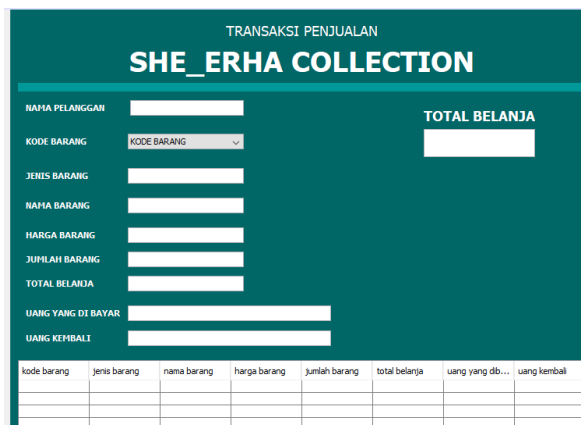 TRANSAKSI PENJUALAN
SHE_ERHA COLLECTION
NAMA PELANGGAN
TOTAL BELANJA
KODE BARANG KODE BARANG
JENIS BARANG
NAMA BARANG
HARGA BARANG
JUMLAH BARANG
TOTAL BELANJA
UANG YANG DI BAYAR
UANG KEMBALI
kode barang jenis barang nama barang harga barang jumlah barang total belanja uang yang dib... uang kembali